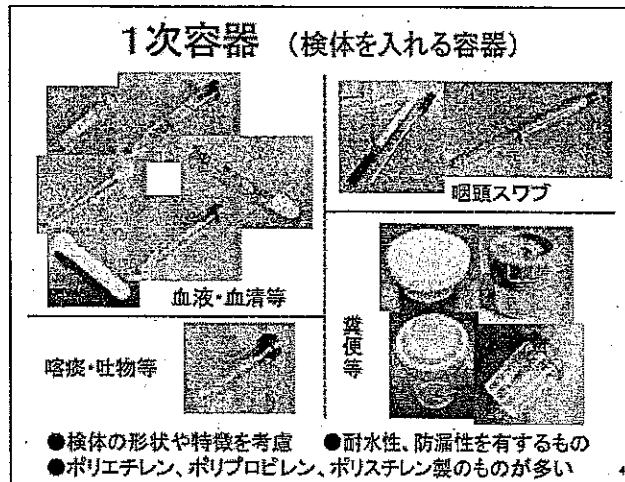 1次容器 （検体を入れる容器）
咽頭スワブ
血液・血清等
喀痰・吐物等
糞便等
●検体の形状や特徴を考慮 ●耐水性、防漏性を有するもの
●ポリエチレン、ポリプロピレン、ポリスチレン製のものが多い